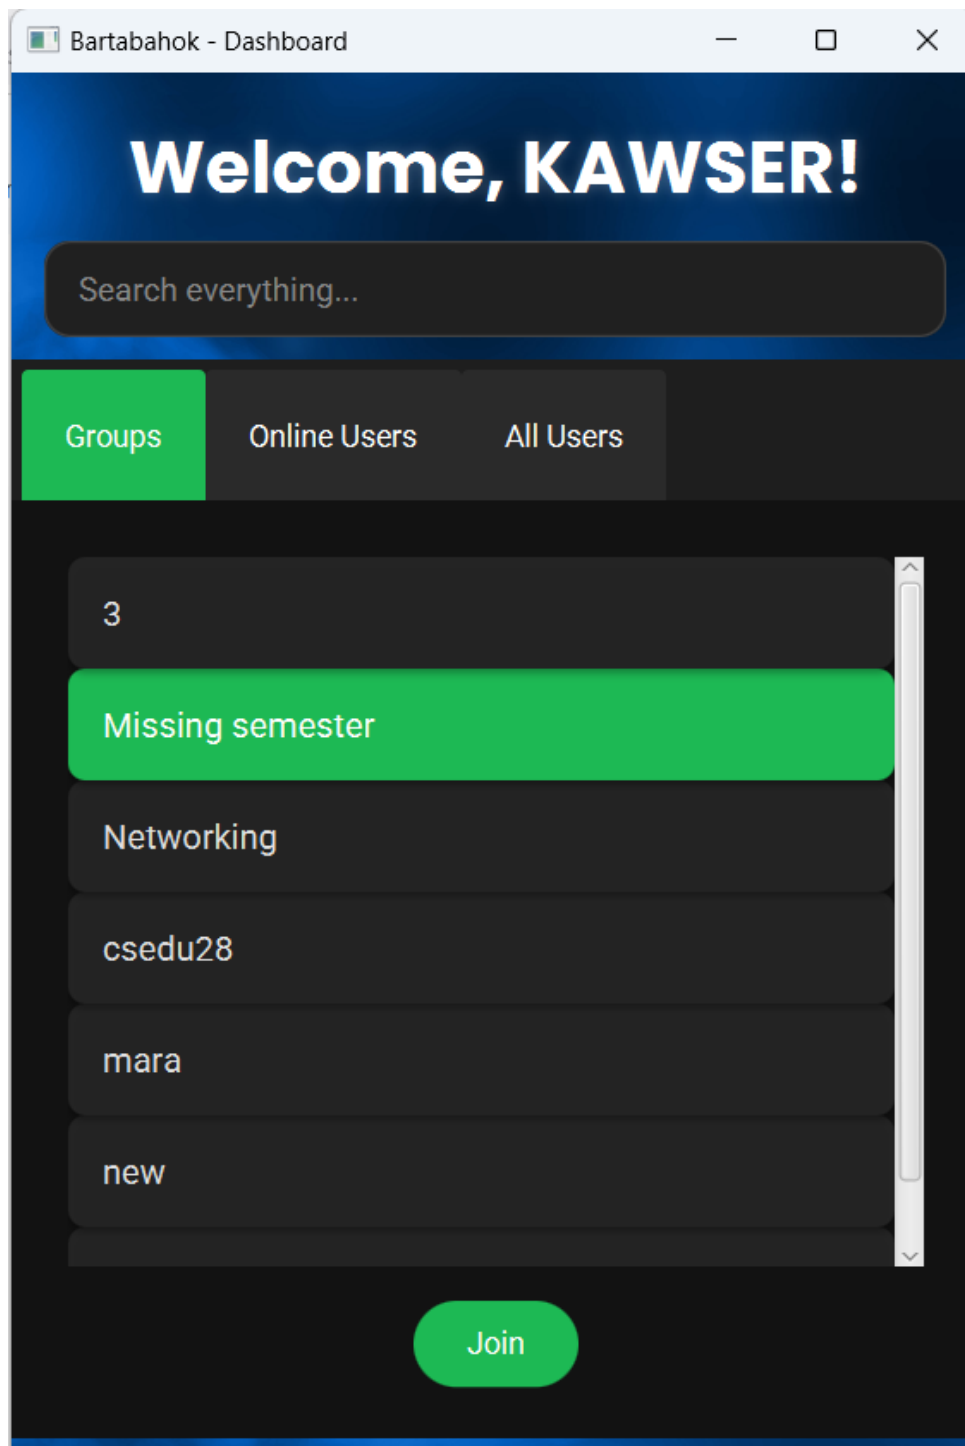 Bartabahok - Dashboard
Welcome, KAWSER!
Search everything...
Groups Online Users All Users
3
Missing semester
Networking
csedu28
mara
new
Join